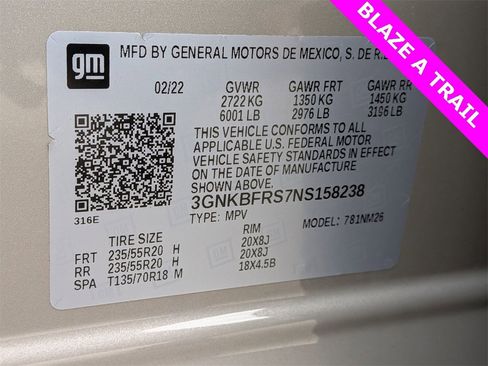 BLAZE A TRAIL
gm
MFD BY GENERAL MOTORS DE MEXICO, S. DE R.L.
02/22 GVWR GAWR FRT GAWR RR
2722 KG 1350 KG 1450 KG
6001 LB 2976 LB 3196 LB
THIS VEHICLE CONFORMS TO ALL
APPLICABLE U.S. FEDERAL MOTOR
VEHICLE SAFETY STANDARDS IN EFFECT
ON THE DATE OF MANUFACTURE
SHOWN ABOVE.
316E
3GNKBFRS7NS158238
TYPE: MPV MODEL: 781NM26
TIRE SIZE RIM
FRT 235/55R20 H 20X8J
RR 235/55R20 H 20X8J
SPA T135/70R18 M 18X4.5B